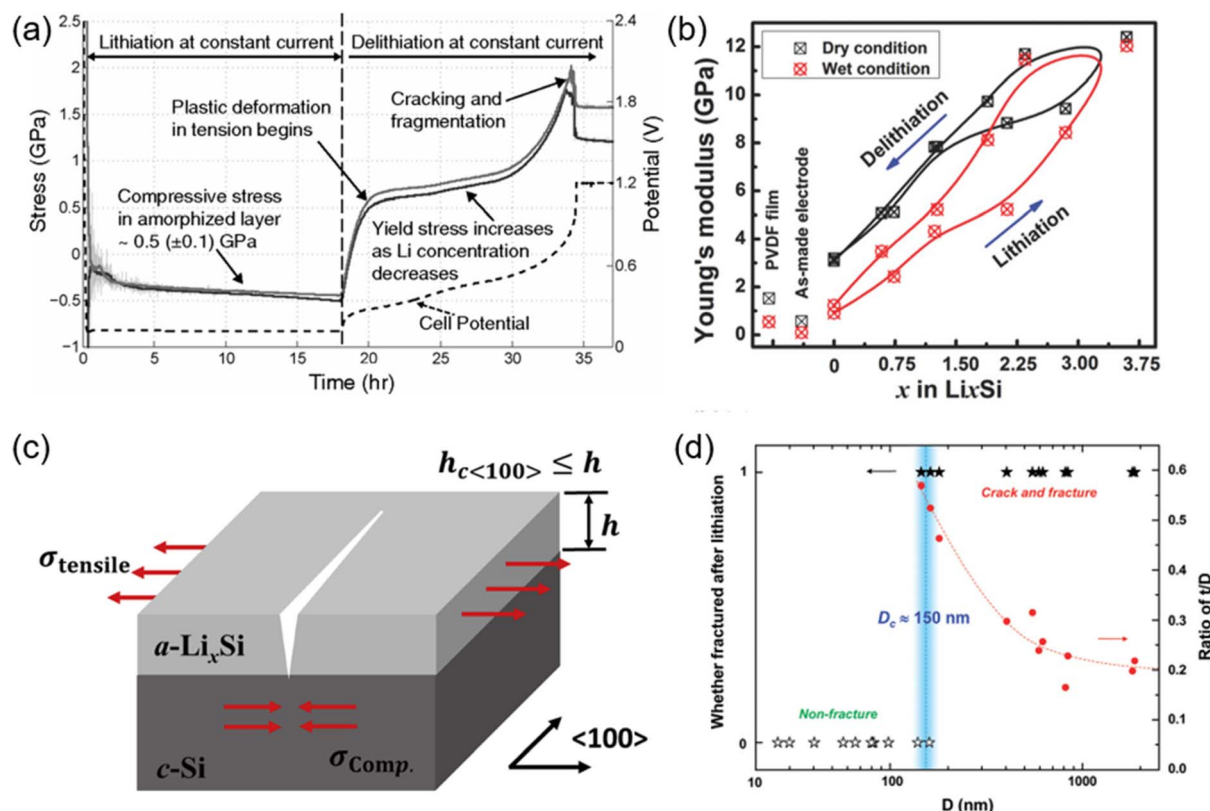 (a)
Lithiation at constant current
Delithiation at constant current
Plastic deformation
in tension begins
Cracking and
fragmentation
Compressive stress
in amorphized layer
~ 0.5 (±0.1) GPa
Yield stress increases
as Li concentration
decreases
Cell Potential
Stress (GPa)
2.5
2
1.5
1
0.5
0
−0.5
−1
Potential (V)
2.4
1.8
1.2
0.6
0
0
5
10
15
20
25
30
35
Time (hr)
(b)
Dry condition
Wet condition
Delithiation
Lithiation
PVDF film
As-made electrode
Young's modulus (GPa)
12
10
8
6
4
2
0
0
0.75
1.50
2.25
3.00
3.75
x in LixSi
(c)
hc<100> ≤ h
h
σtensile
a-LixSi
c-Si
σComp.
<100>
(d)
Whether fractured after lithiation
1
0
Crack and fracture
Dc ≈ 150 nm
Non-fracture
Ratio of t/D
0.6
0.5
0.4
0.3
0.2
0.1
0.0
10
100
1000
D (nm)